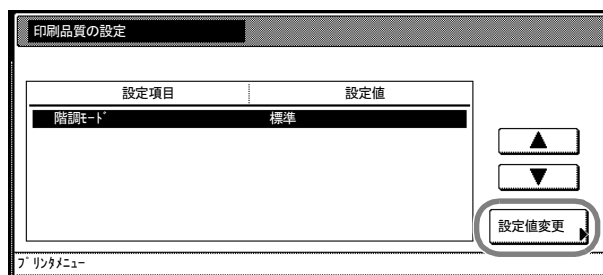 印刷品質の設定
設定項目 設定値
階調ﾓｰﾄﾞ 標準
▲
▼
設定値変更
ﾌﾟﾘﾝﾀﾒﾆｭｰ